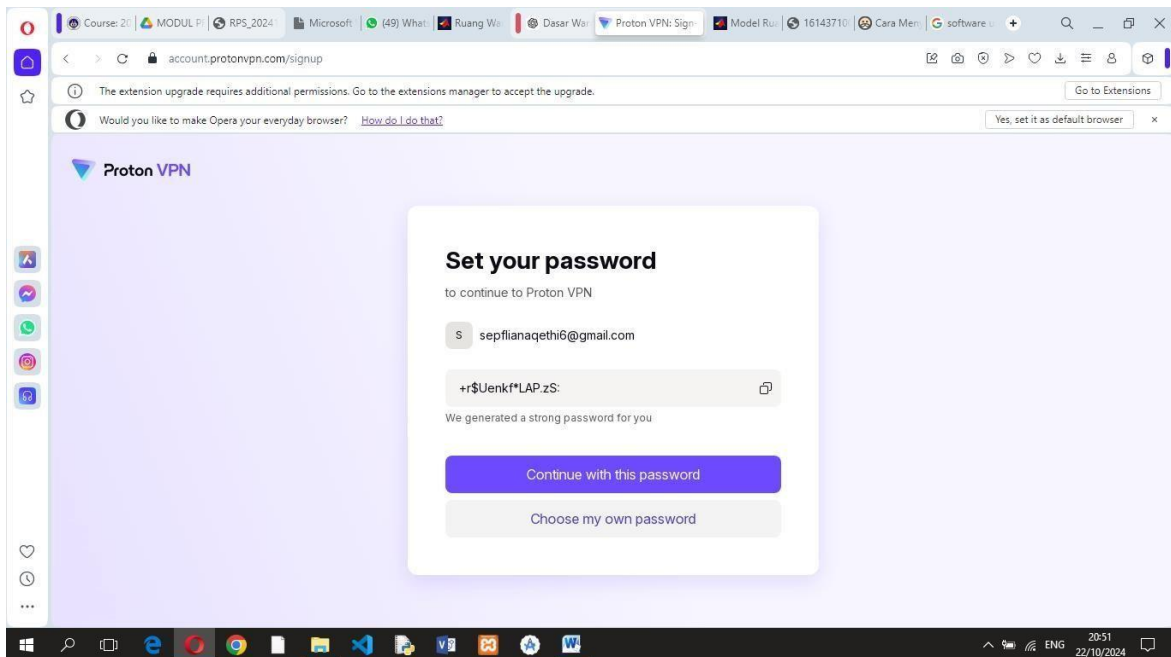 Course: 20
MODUL P
RPS_2024
Microsoft
(49) What
Ruang Wa
Dasar War
Proton VPN: Sign-
Model Rua
16143710
Cara Men
software u
account.protonvpn.com/signup
The extension upgrade requires additional permissions. Go to the extensions manager to accept the upgrade.
Go to Extensions
Would you like to make Opera your everyday browser? How do I do that?
Yes, set it as default browser
Proton VPN
Set your password
to continue to Proton VPN
S sepflianaqethi6@gmail.com
+r$Uenkf*LAP.zS:
We generated a strong password for you
Continue with this password
Choose my own password
ENG
20:51
22/10/2024